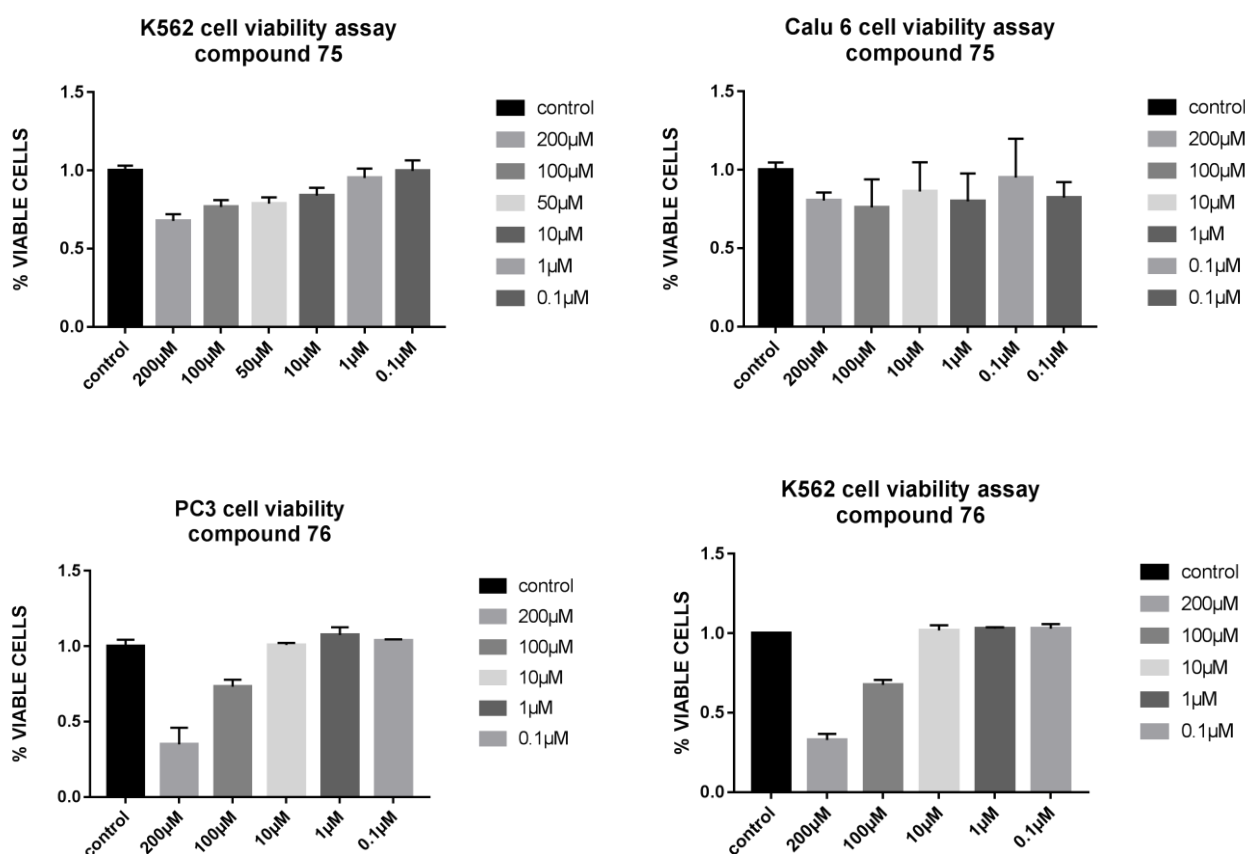 K562 cell viability assay
compound 75
% VIABLE CELLS
1.5
1.0
0.5
0.0
control
200µM
100µM
50µM
10µM
1µM
0.1µM
control
200µM
100µM
50µM
10µM
1µM
0.1µM
Calu 6 cell viability assay
compound 75
% VIABLE CELLS
1.5
1.0
0.5
0.0
control
200µM
100µM
10µM
1µM
0.1µM
0.1µM
control
200µM
100µM
10µM
1µM
0.1µM
0.1µM
PC3 cell viability
compound 76
% VIABLE CELLS
1.5
1.0
0.5
0.0
control
200µM
100µM
10µM
1µM
0.1µM
control
200µM
100µM
10µM
1µM
0.1µM
K562 cell viability assay
compound 76
% VIABLE CELLS
1.5
1.0
0.5
0.0
control
200µM
100µM
10µM
1µM
0.1µM
control
200µM
100µM
10µM
1µM
0.1µM